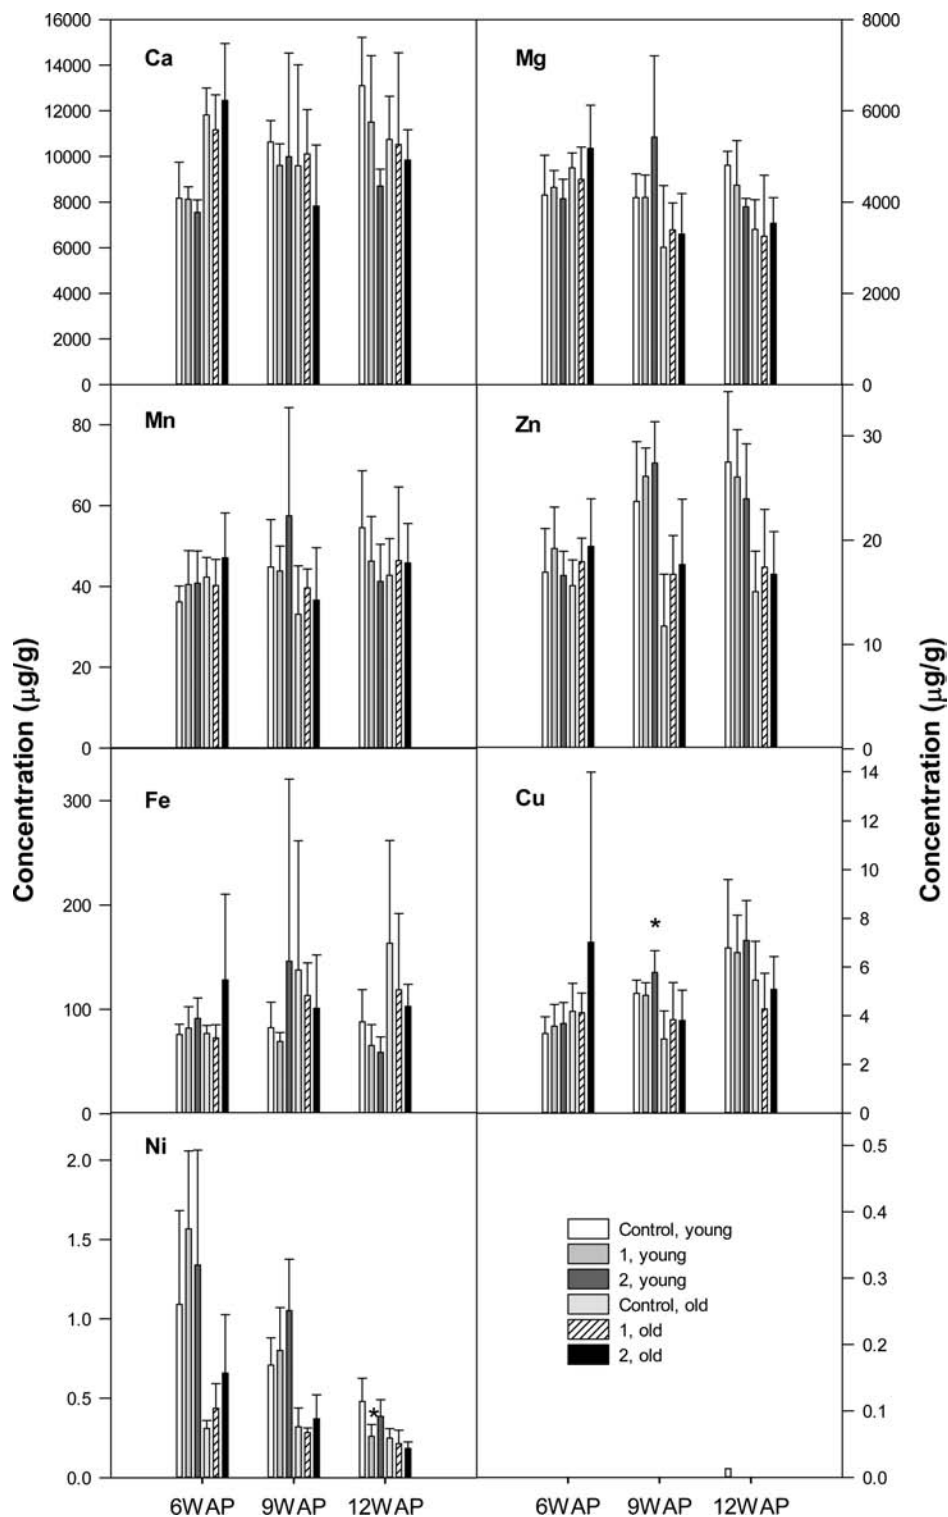 16000
14000
12000
10000
8000
6000
4000
2000
0
Ca
Mg
8000
6000
4000
2000
0
80
60
40
20
0
Mn
Zn
30
20
10
0
300
200
100
0
Fe
Cu
14
12
10
8
6
4
2
0
*
2.0
1.5
1.0
0.5
0.0
Ni
*
0.5
0.4
0.3
0.2
0.1
0.0
Control, young
1, young
2, young
Control, old
1, old
2, old
6WAP 9WAP 12WAP
6WAP 9WAP 12WAP
Concentration (µg/g)
Concentration (µg/g)